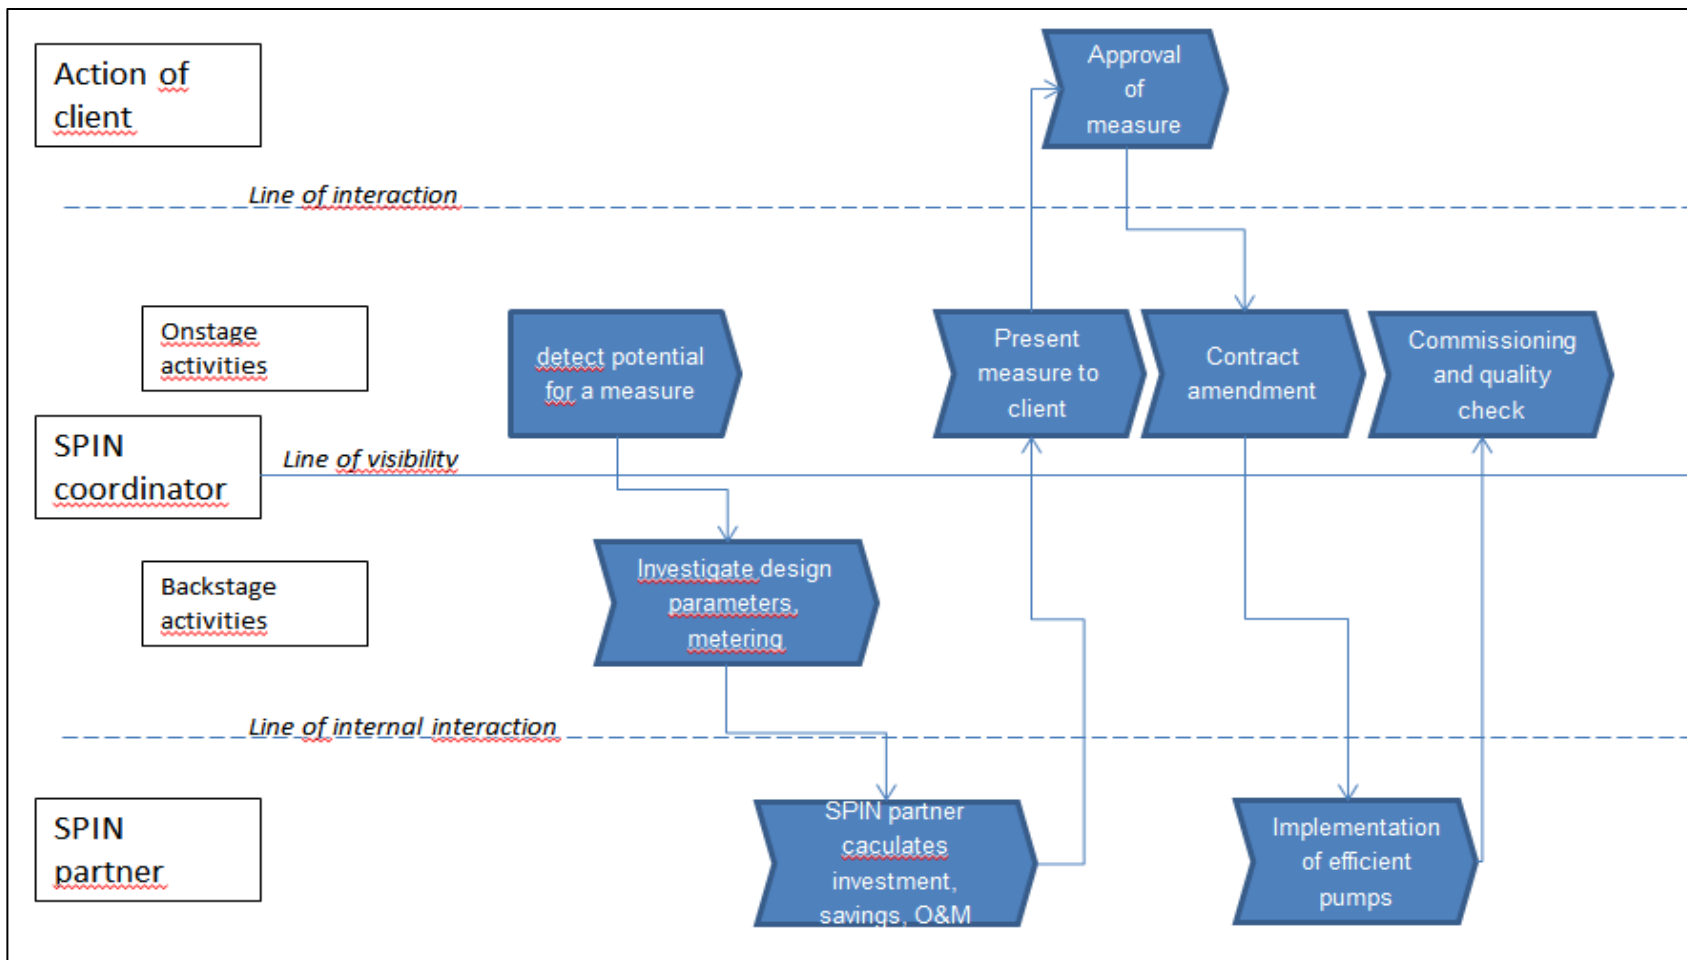 Action of
client
Approval
of
measure
Line of interaction
Onstage
activities
detect potential
for a measure
Present
measure to
client
Contract
amendment
Commissioning
and quality
check
SPIN
coordinator
Line of visibility
Backstage
activities
Investigate design
parameters,
metering
Line of internal interaction
SPIN
partner
SPIN partner
caculates
investment,
savings, O&M
Implementation
of efficient
pumps